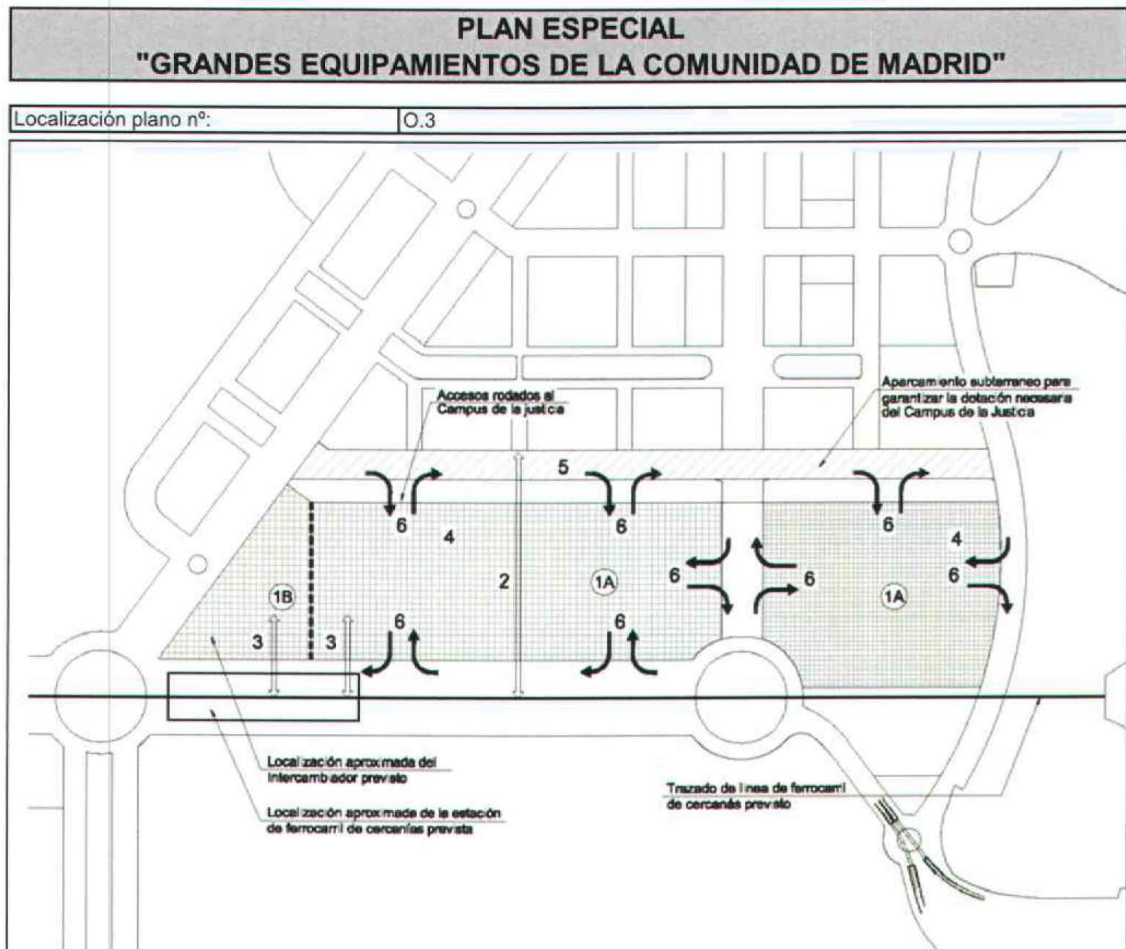 PLAN ESPECIAL
"GRANDES EQUIPAMIENTOS DE LA COMUNIDAD DE MADRID"
Localización plano nº: O.3
Accesos rodados al
Campus de la justicia
Aparcamiento subterraneo para
garantizar la dotación necesaria
del Campus de la Justicia
5
6 6 6
4 4
2 1A 6 6 6
1B 1A
3 3 6 6
Localización aproximada del
intercambiador previsto
Localización aproximada de la estación
de ferrocarril de cercanías prevista
Trazado de linea de ferrocarril
de cercanás previsto